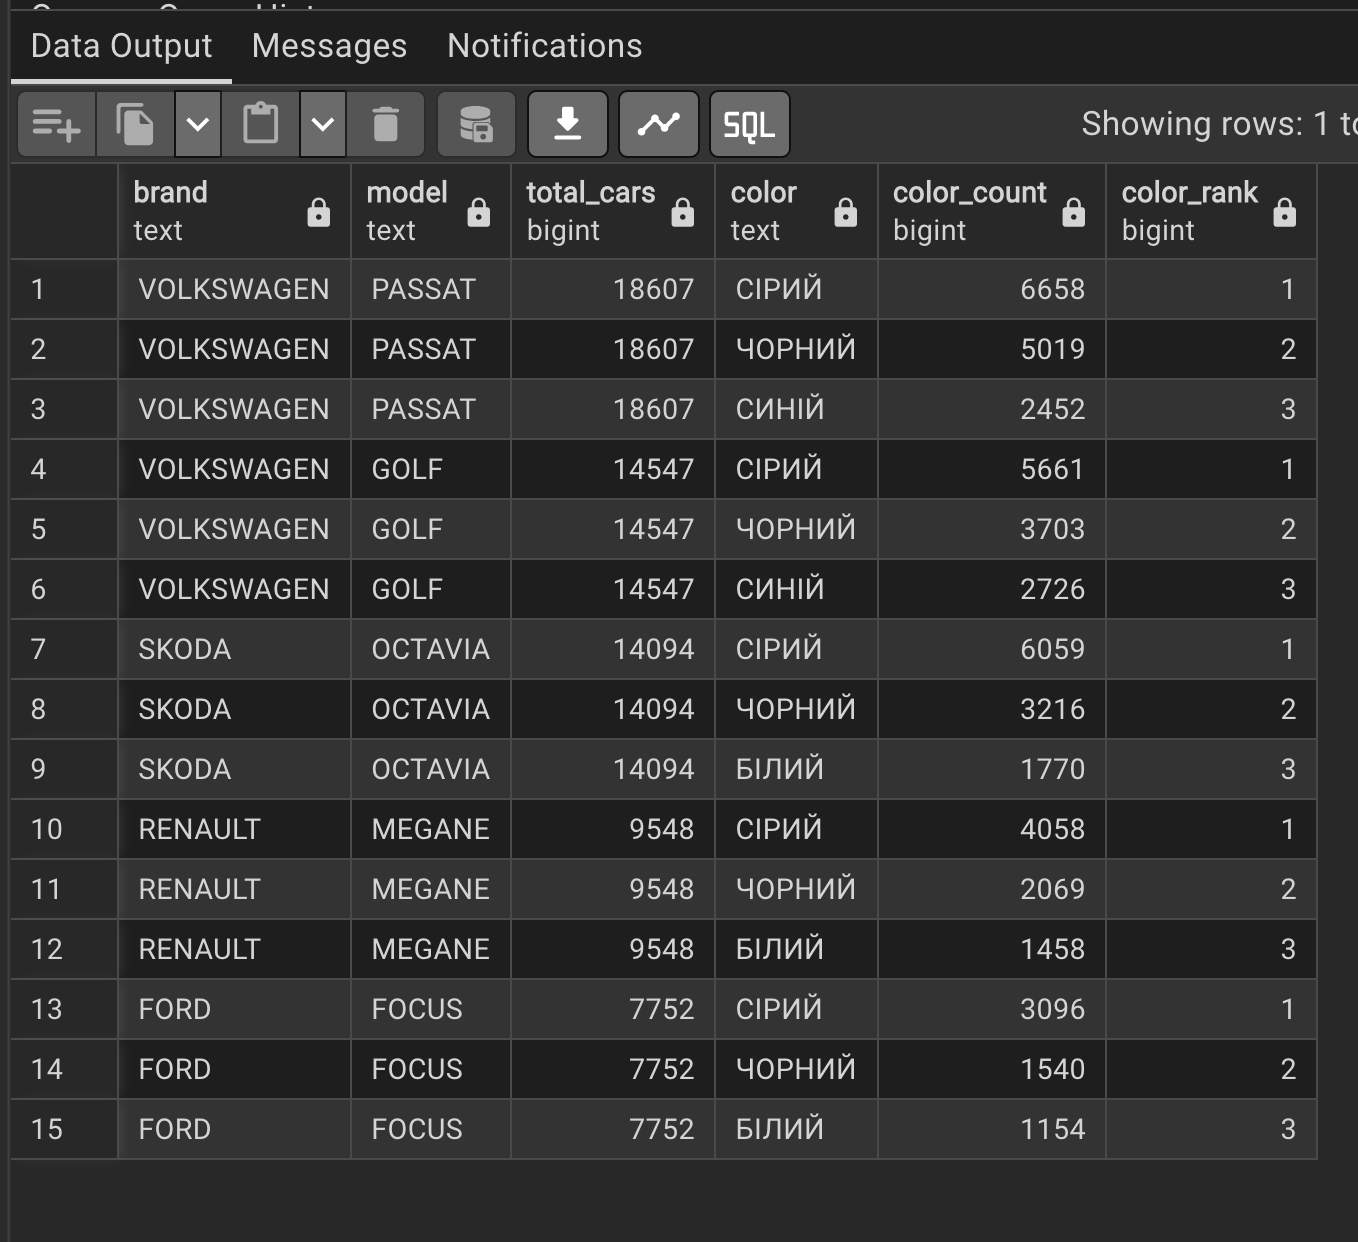 Data Output Messages Notifications
SQL Showing rows: 1 to
brand model total_cars color color_count color_rank
text text bigint text bigint bigint
1 VOLKSWAGEN PASSAT 18607 СІРИЙ 6658 1
2 VOLKSWAGEN PASSAT 18607 ЧОРНИЙ 5019 2
3 VOLKSWAGEN PASSAT 18607 СИНІЙ 2452 3
4 VOLKSWAGEN GOLF 14547 СІРИЙ 5661 1
5 VOLKSWAGEN GOLF 14547 ЧОРНИЙ 3703 2
6 VOLKSWAGEN GOLF 14547 СИНІЙ 2726 3
7 SKODA OCTAVIA 14094 СІРИЙ 6059 1
8 SKODA OCTAVIA 14094 ЧОРНИЙ 3216 2
9 SKODA OCTAVIA 14094 БІЛИЙ 1770 3
10 RENAULT MEGANE 9548 СІРИЙ 4058 1
11 RENAULT MEGANE 9548 ЧОРНИЙ 2069 2
12 RENAULT MEGANE 9548 БІЛИЙ 1458 3
13 FORD FOCUS 7752 СІРИЙ 3096 1
14 FORD FOCUS 7752 ЧОРНИЙ 1540 2
15 FORD FOCUS 7752 БІЛИЙ 1154 3